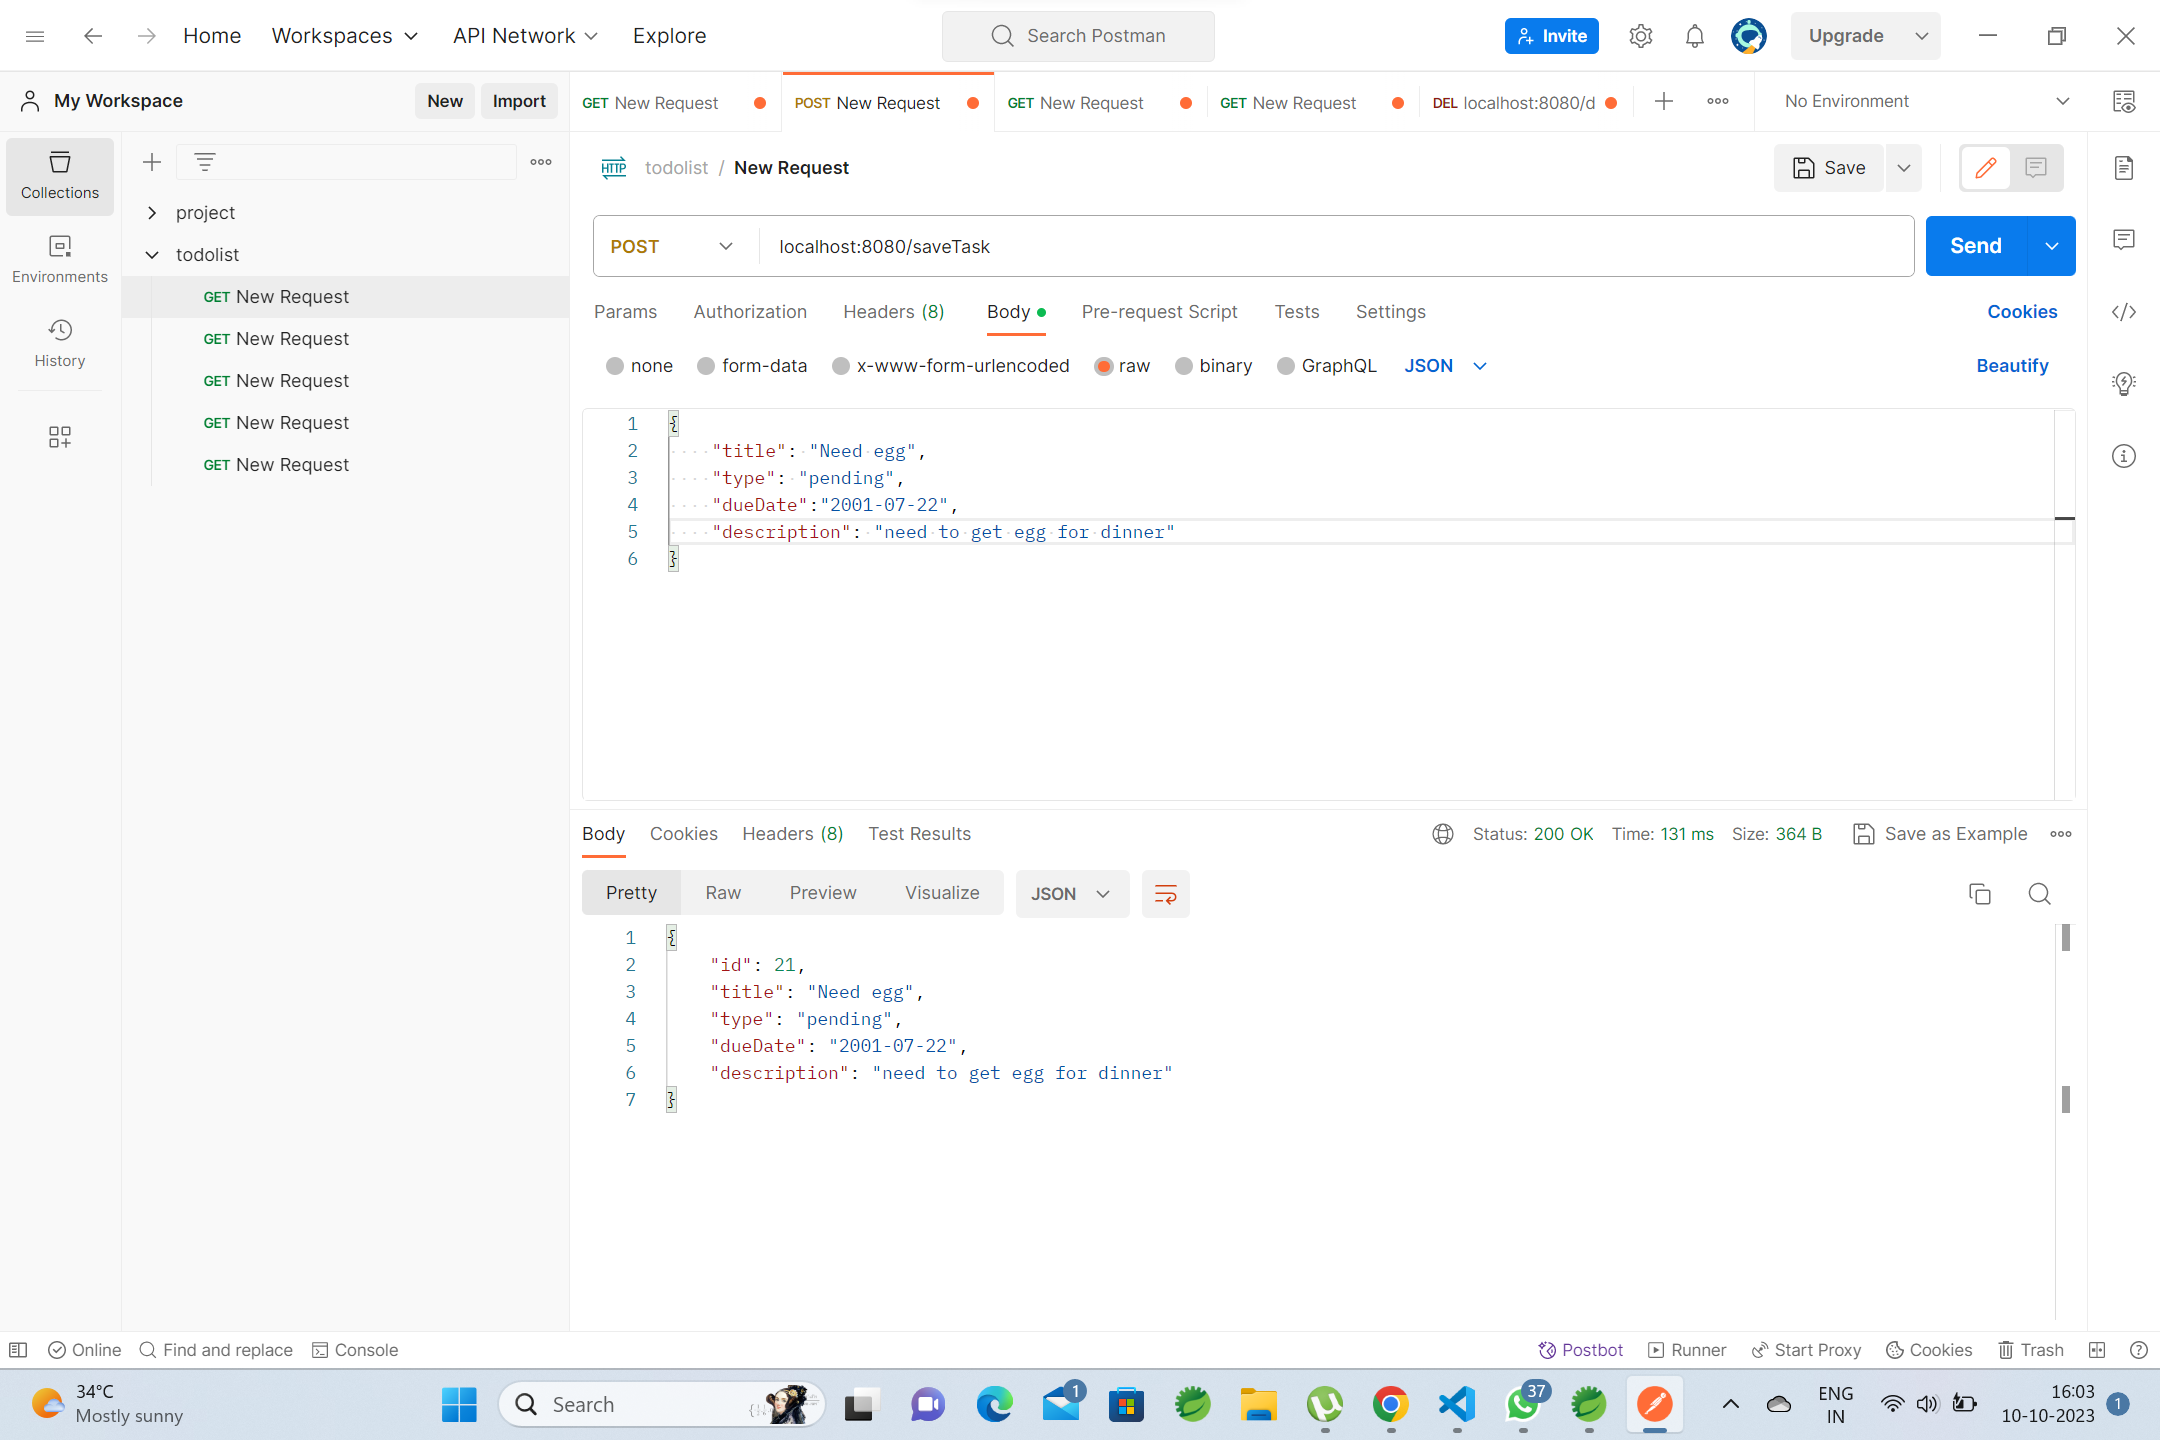 Home Workspaces API Network Explore Search Postman Invite Upgrade
My Workspace New Import
GET New Request POST New Request GET New Request GET New Request DEL localhost:8080/d No Environment
Collections
Environments
History
project
todolist
GET New Request
GET New Request
GET New Request
GET New Request
GET New Request
HTTP todolist / New Request Save
POST localhost:8080/saveTask Send
Params Authorization Headers (8) Body Pre-request Script Tests Settings Cookies
none form-data x-www-form-urlencoded raw binary GraphQL JSON Beautify
1 {
2 "title": "Need egg",
3 "type": "pending",
4 "dueDate":"2001-07-22",
5 "description": "need to get egg for dinner"
6 }
Body Cookies Headers (8) Test Results Status: 200 OK Time: 131 ms Size: 364 B Save as Example
Pretty Raw Preview Visualize JSON
1 {
2 "id": 21,
3 "title": "Need egg",
4 "type": "pending",
5 "dueDate": "2001-07-22",
6 "description": "need to get egg for dinner"
7 }
Online Find and replace Console Postbot Runner Start Proxy Cookies Trash
34°C
Mostly sunny
Search
1
37
ENG
IN
16:03
10-10-2023
1